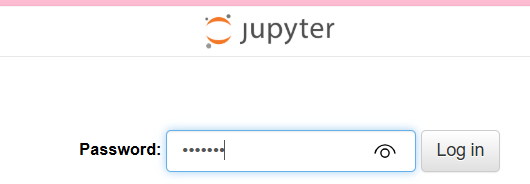 jupyter
Password: •••••••
Log in